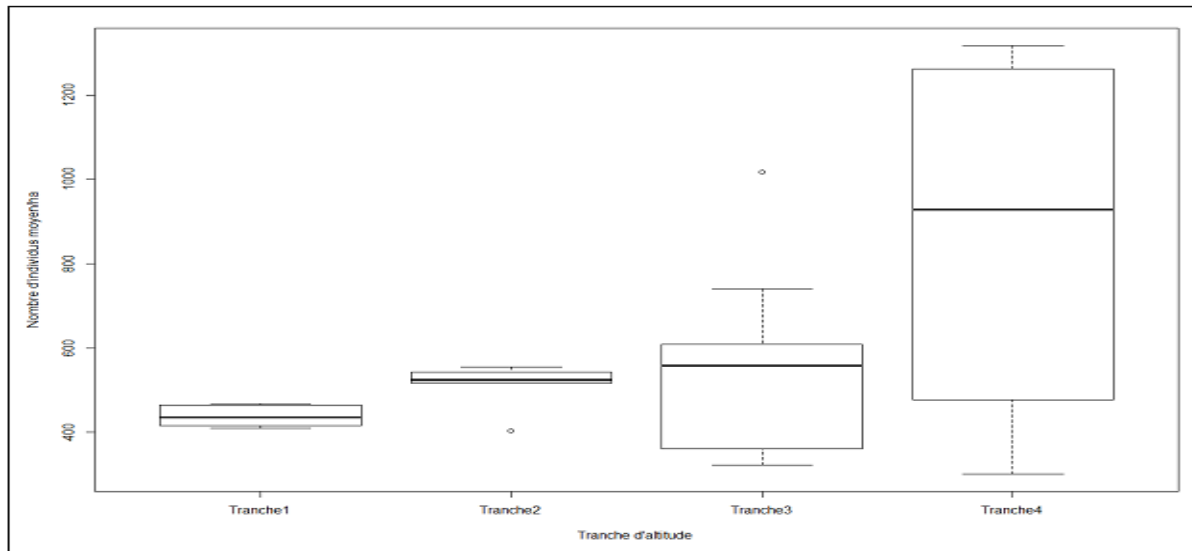 Nombre d'individus moyen/ha
1200
1000
800
600
400
Tranche1 Tranche2 Tranche3 Tranche4
Tranche d'altitude